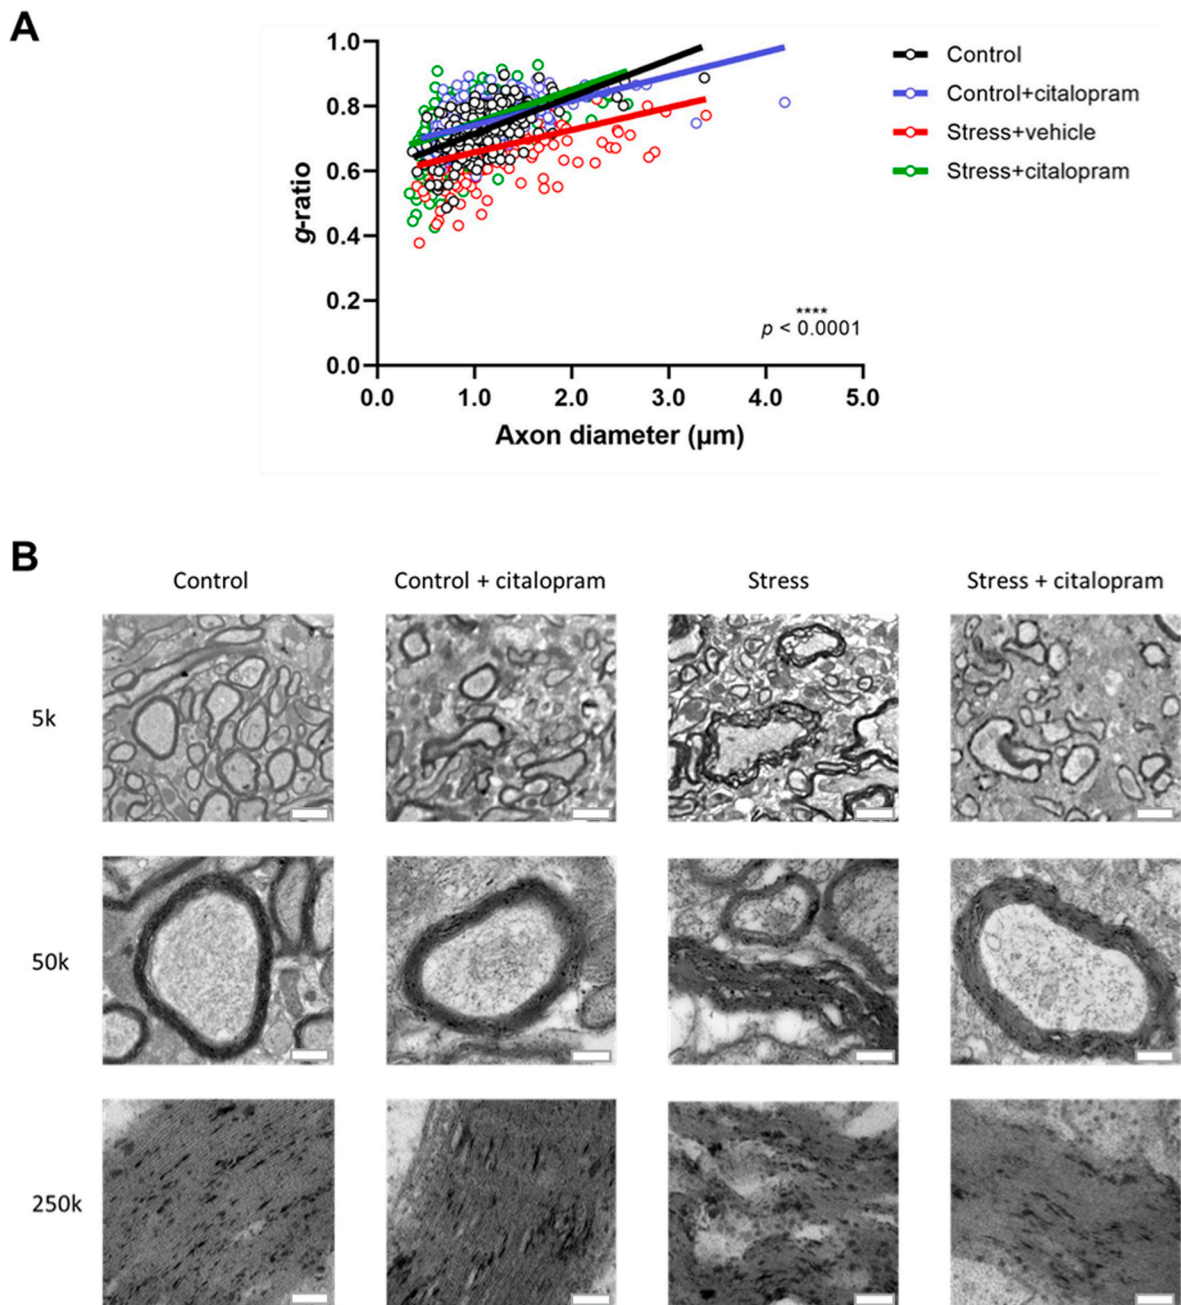 A
1.0
0.8
0.6
0.4
0.2
0.0
g-ratio
0.0 1.0 2.0 3.0 4.0 5.0
Axon diameter (μm)
****
p < 0.0001
Control
Control+citalopram
Stress+vehicle
Stress+citalopram
B
Control Control + citalopram Stress Stress + citalopram
5k
50k
250k